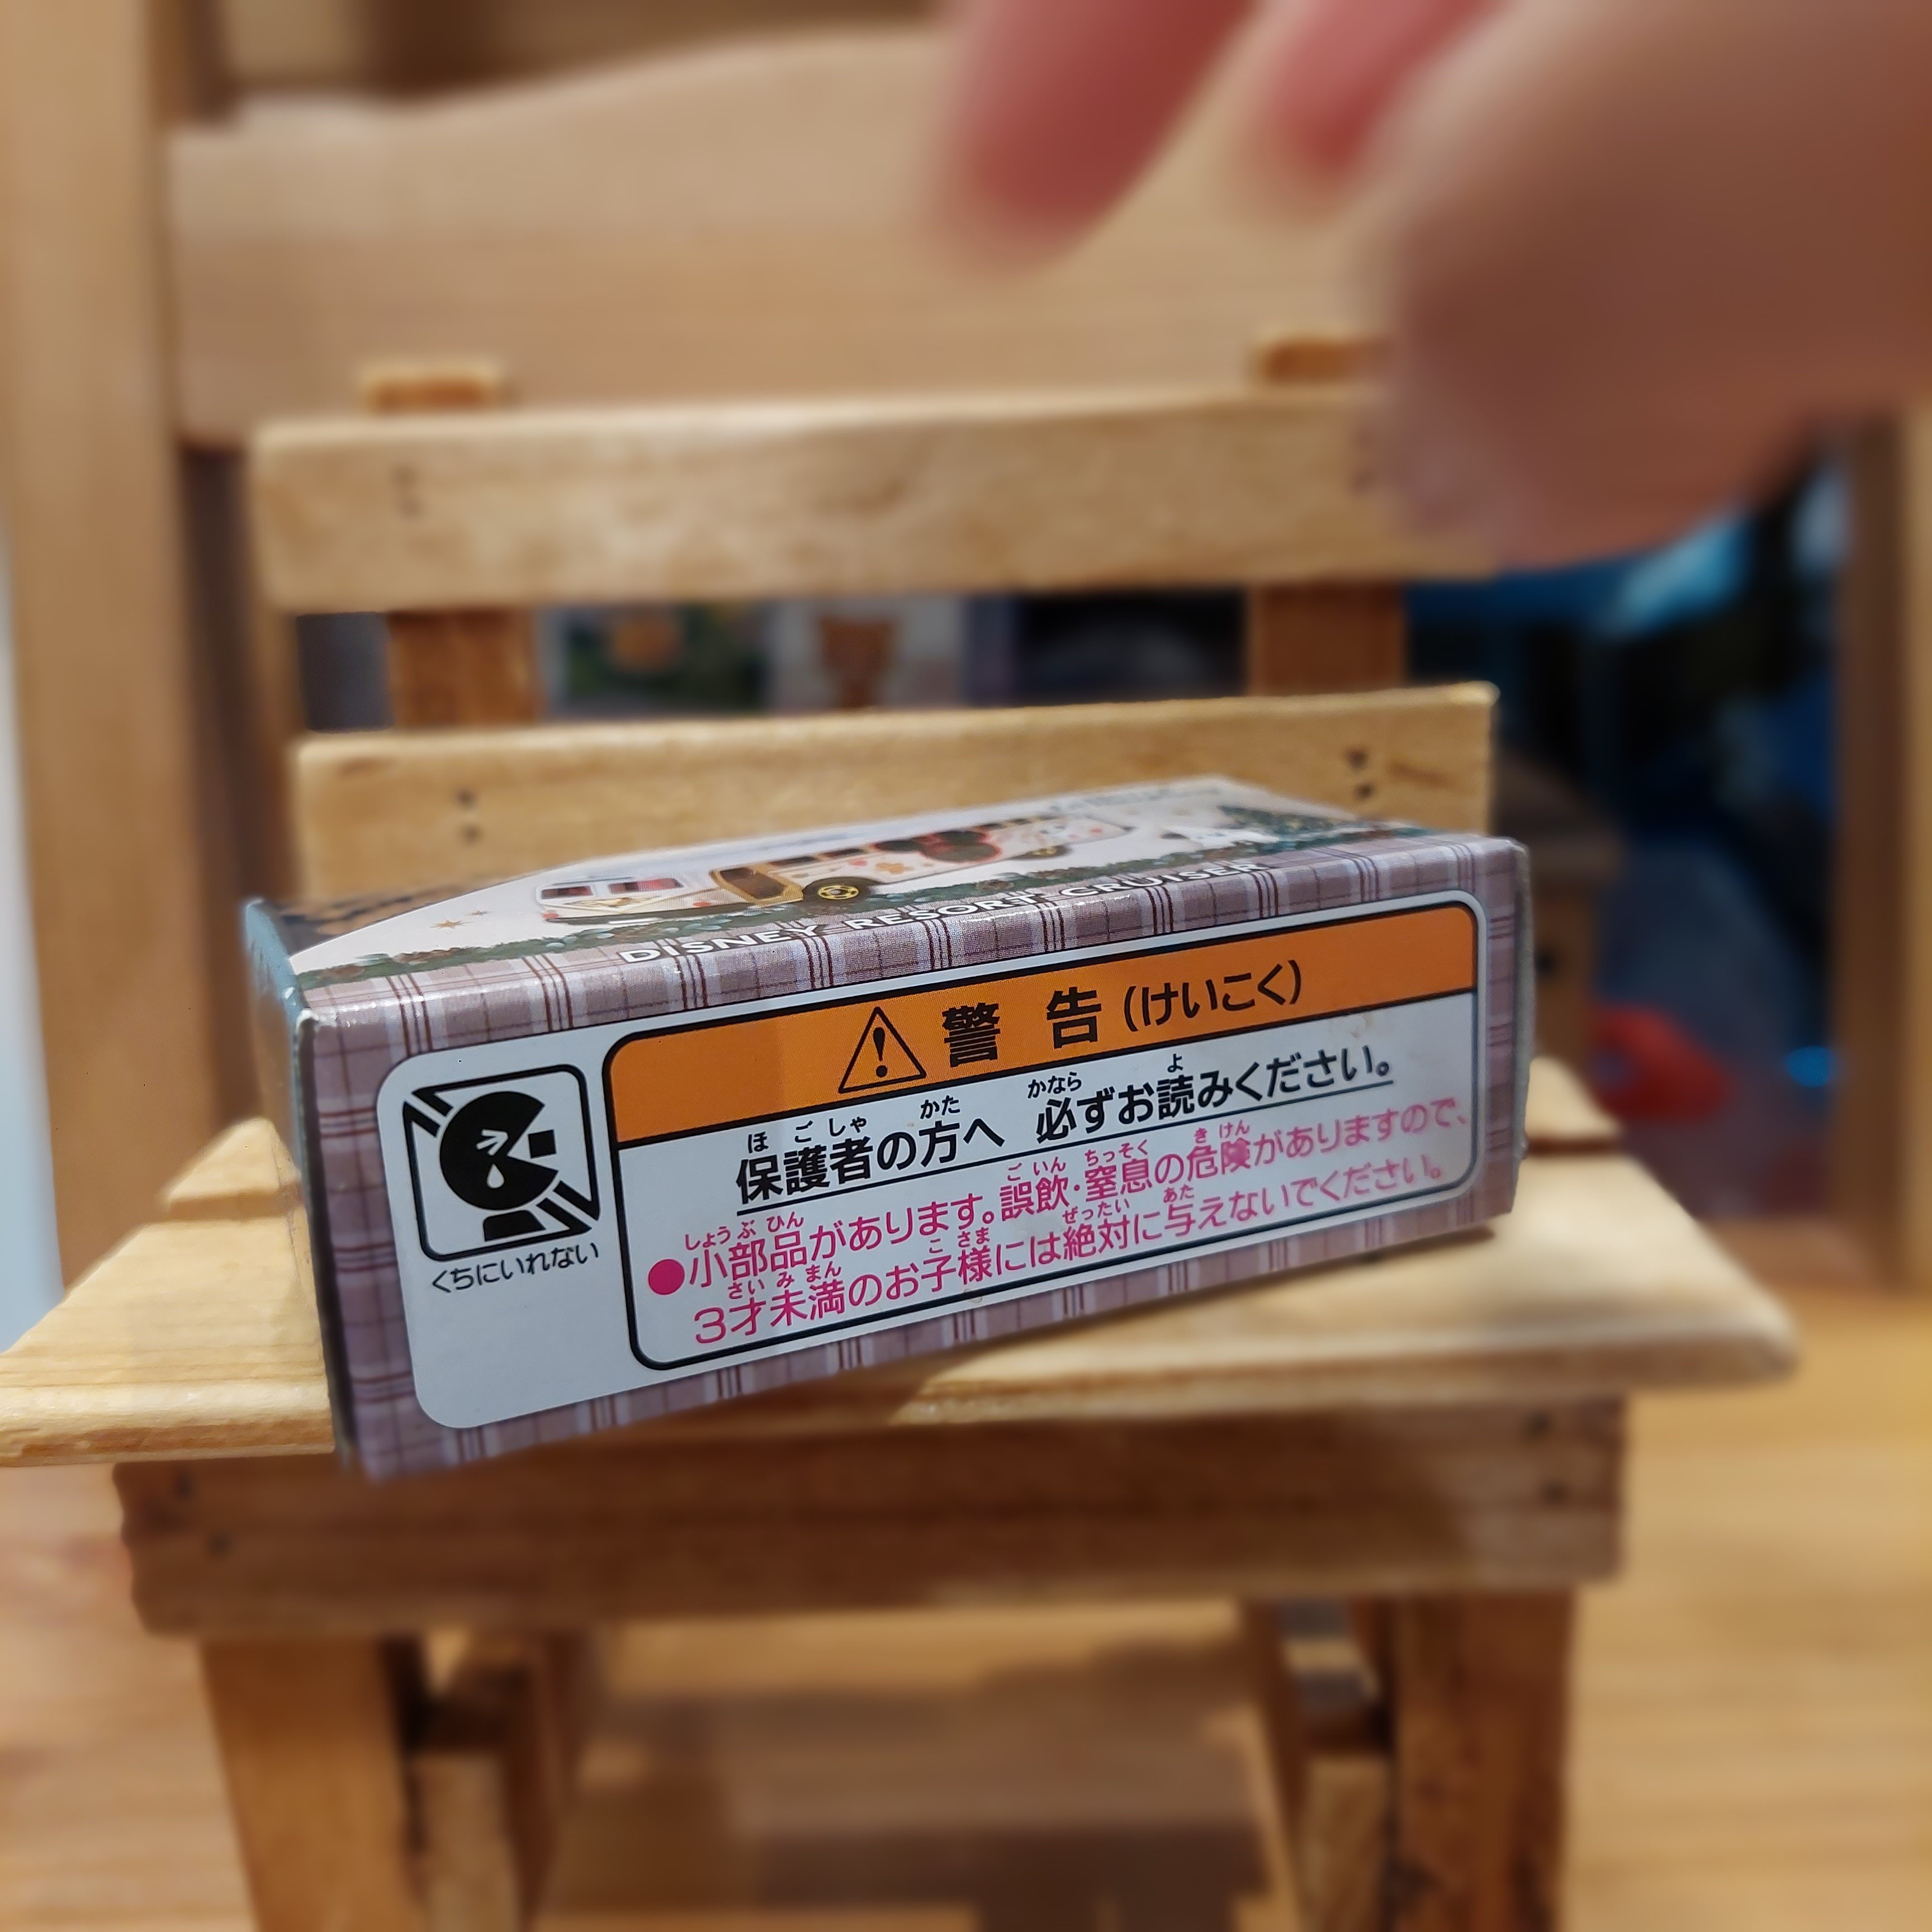 DISNEY RESORT CRUISER
警告(けいこく)
ほごしゃ かた かなら よ
保護者の方へ 必ずお読みください。
しょうぶひん ごいん ちっそく きけん
●小部品があります。誤飲・窒息の危険がありますので、
さいみまん こさま ぜったい あた
3才未満のお子様には絶対に与えないでください。
くちにいれない